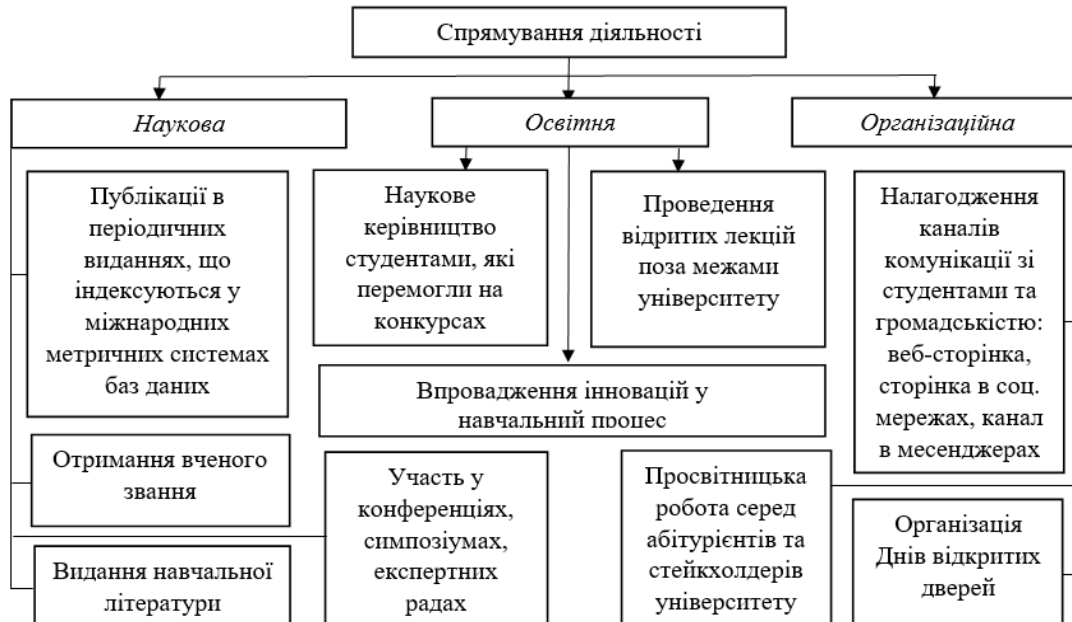 Спрямування діяльності
Наукова
Освітня
Організаційна
Публікації в
періодичних
виданнях, що
індексуються у
міжнародних
метричних системах
баз даних
Наукове
керівництво
студентами, які
перемогли на
конкурсах
Проведення
відритих лекцій
поза межами
університету
Налагодження
каналів
комунікації зі
студентами та
громадськістю:
веб-сторінка,
сторінка в соц.
мережах, канал
в месенджерах
Впровадження інновацій у
навчальний процес
Отримання вченого
звання
Участь у
конференціях,
симпозіумах,
експертних
радах
Просвітницька
робота серед
абітурієнтів та
стейкхолдерів
університету
Організація
Днів відкритих
дверей
Видання навчальної
літератури